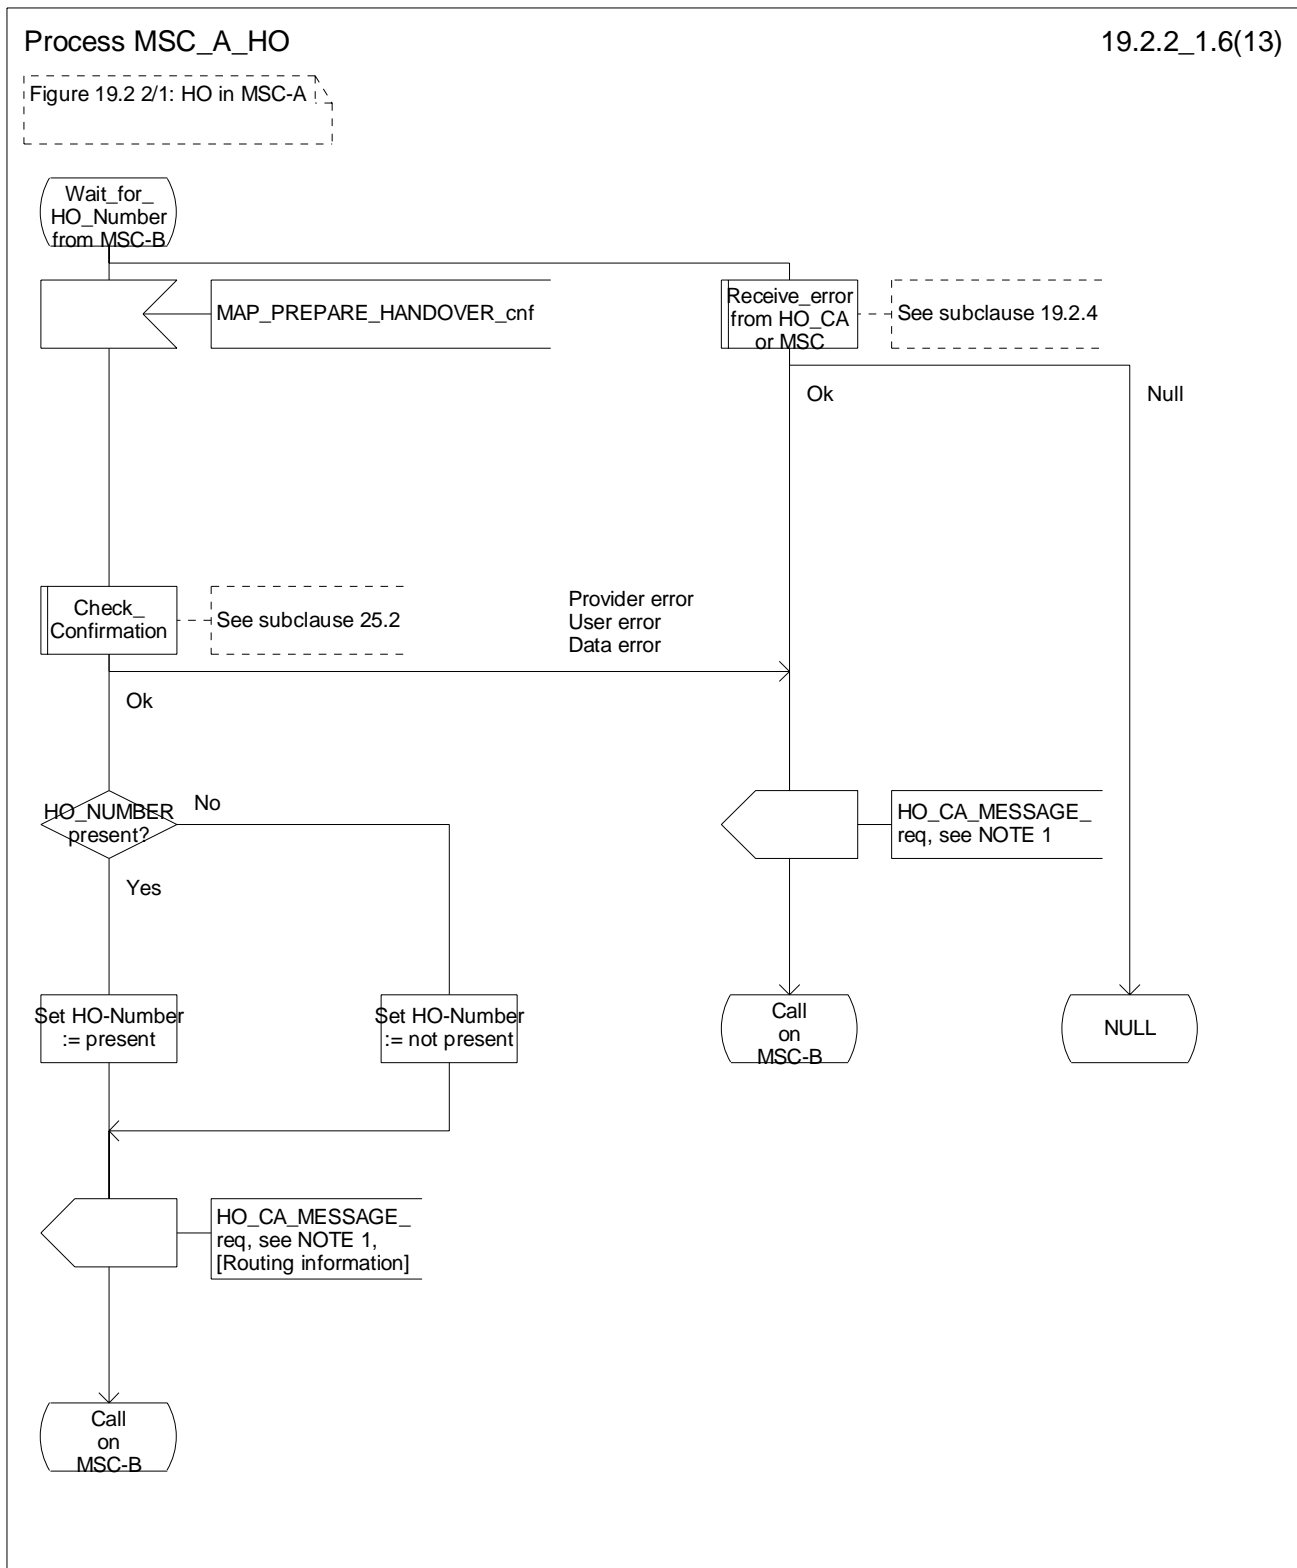 Process MSC_A_HO
19.2.2_1.6(13)
Figure 19.2 2/1: HO in MSC-A
Wait_for_
HO_Number
from MSC-B
MAP_PREPARE_HANDOVER_cnf
Receive_error
from HO_CA
or MSC
See subclause 19.2.4
Ok
Null
Check_
Confirmation
See subclause 25.2
Provider error
User error
Data error
Ok
HO_NUMBER
present?
No
Yes
HO_CA_MESSAGE_
req, see NOTE 1
Set HO-Number
:= present
Set HO-Number
:= not present
Call
on
MSC-B
NULL
HO_CA_MESSAGE_
req, see NOTE 1,
[Routing information]
Call
on
MSC-B